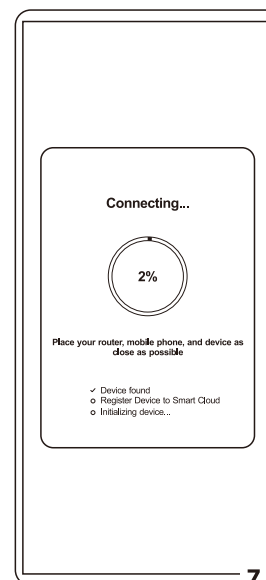 Connecting...
2%
Place your router, mobile phone, and device as
close as possible
✓ Device found
o Register Device to Smart Cloud
o Initializing device...
7